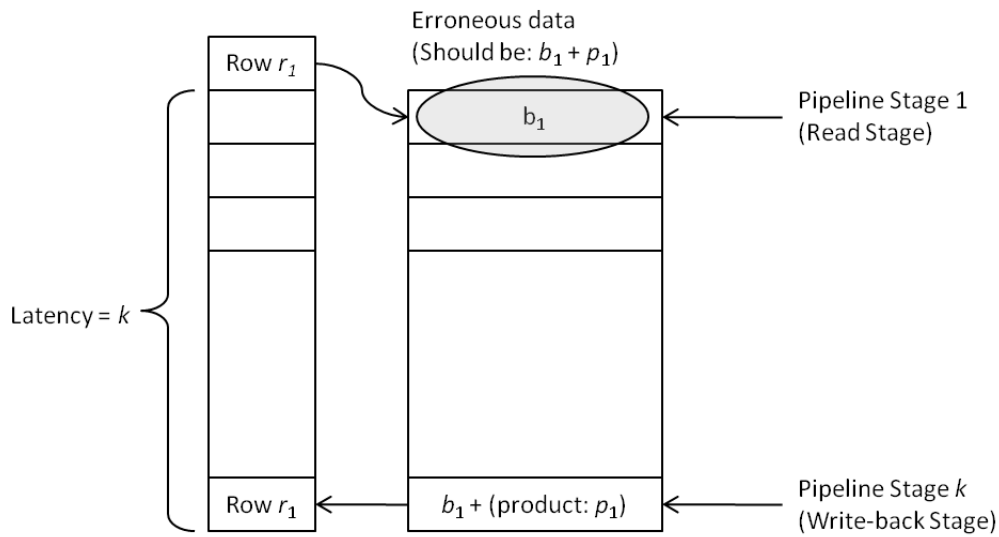 Erroneous data
(Should be: b₁ + p₁)
Row r₁
b₁
Pipeline Stage 1
(Read Stage)
Latency = k
Row r₁
b₁ + (product: p₁)
Pipeline Stage k
(Write-back Stage)